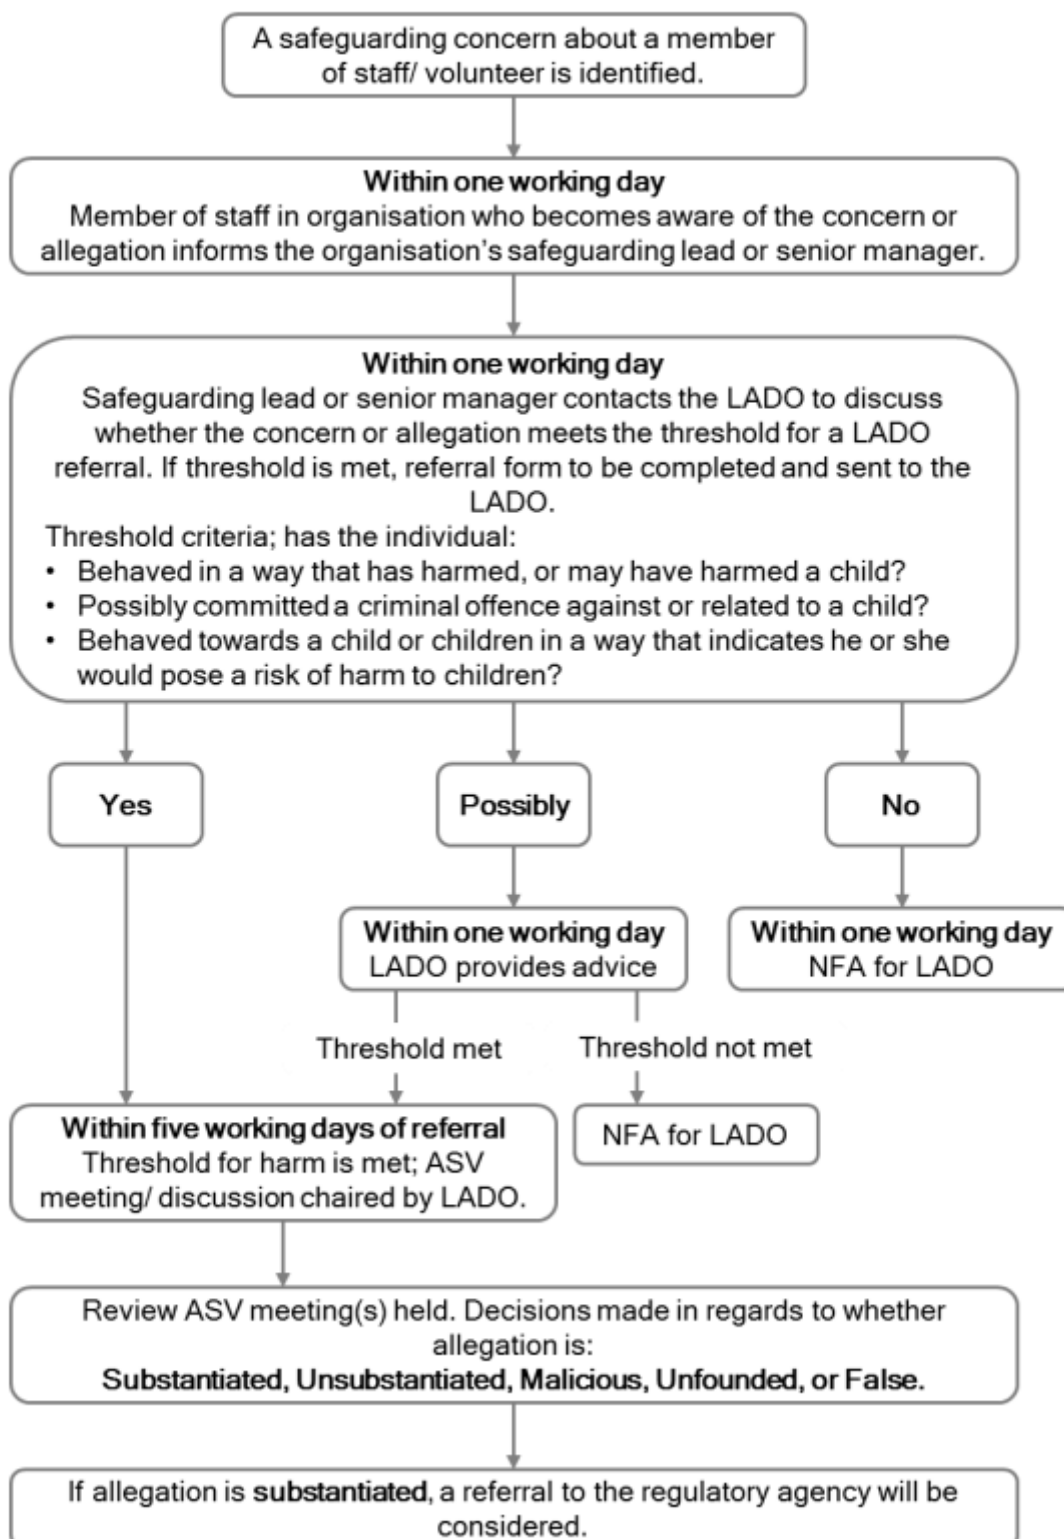 A safeguarding concern about a member
of staff/ volunteer is identified.
Within one working day
Member of staff in organisation who becomes aware of the concern or
allegation informs the organisation's safeguarding lead or senior manager.
Within one working day
Safeguarding lead or senior manager contacts the LADO to discuss
whether the concern or allegation meets the threshold for a LADO
referral. If threshold is met, referral form to be completed and sent to the
LADO.
Threshold criteria; has the individual:
• Behaved in a way that has harmed, or may have harmed a child?
• Possibly committed a criminal offence against or related to a child?
• Behaved towards a child or children in a way that indicates he or she
would pose a risk of harm to children?
Yes
Possibly
No
Within one working day
LADO provides advice
Within one working day
NFA for LADO
Threshold met
Threshold not met
Within five working days of referral
Threshold for harm is met; ASV
meeting/ discussion chaired by LADO.
NFA for LADO
Review ASV meeting(s) held. Decisions made in regards to whether
allegation is:
Substantiated, Unsubstantiated, Malicious, Unfounded, or False.
If allegation is substantiated, a referral to the regulatory agency will be
considered.